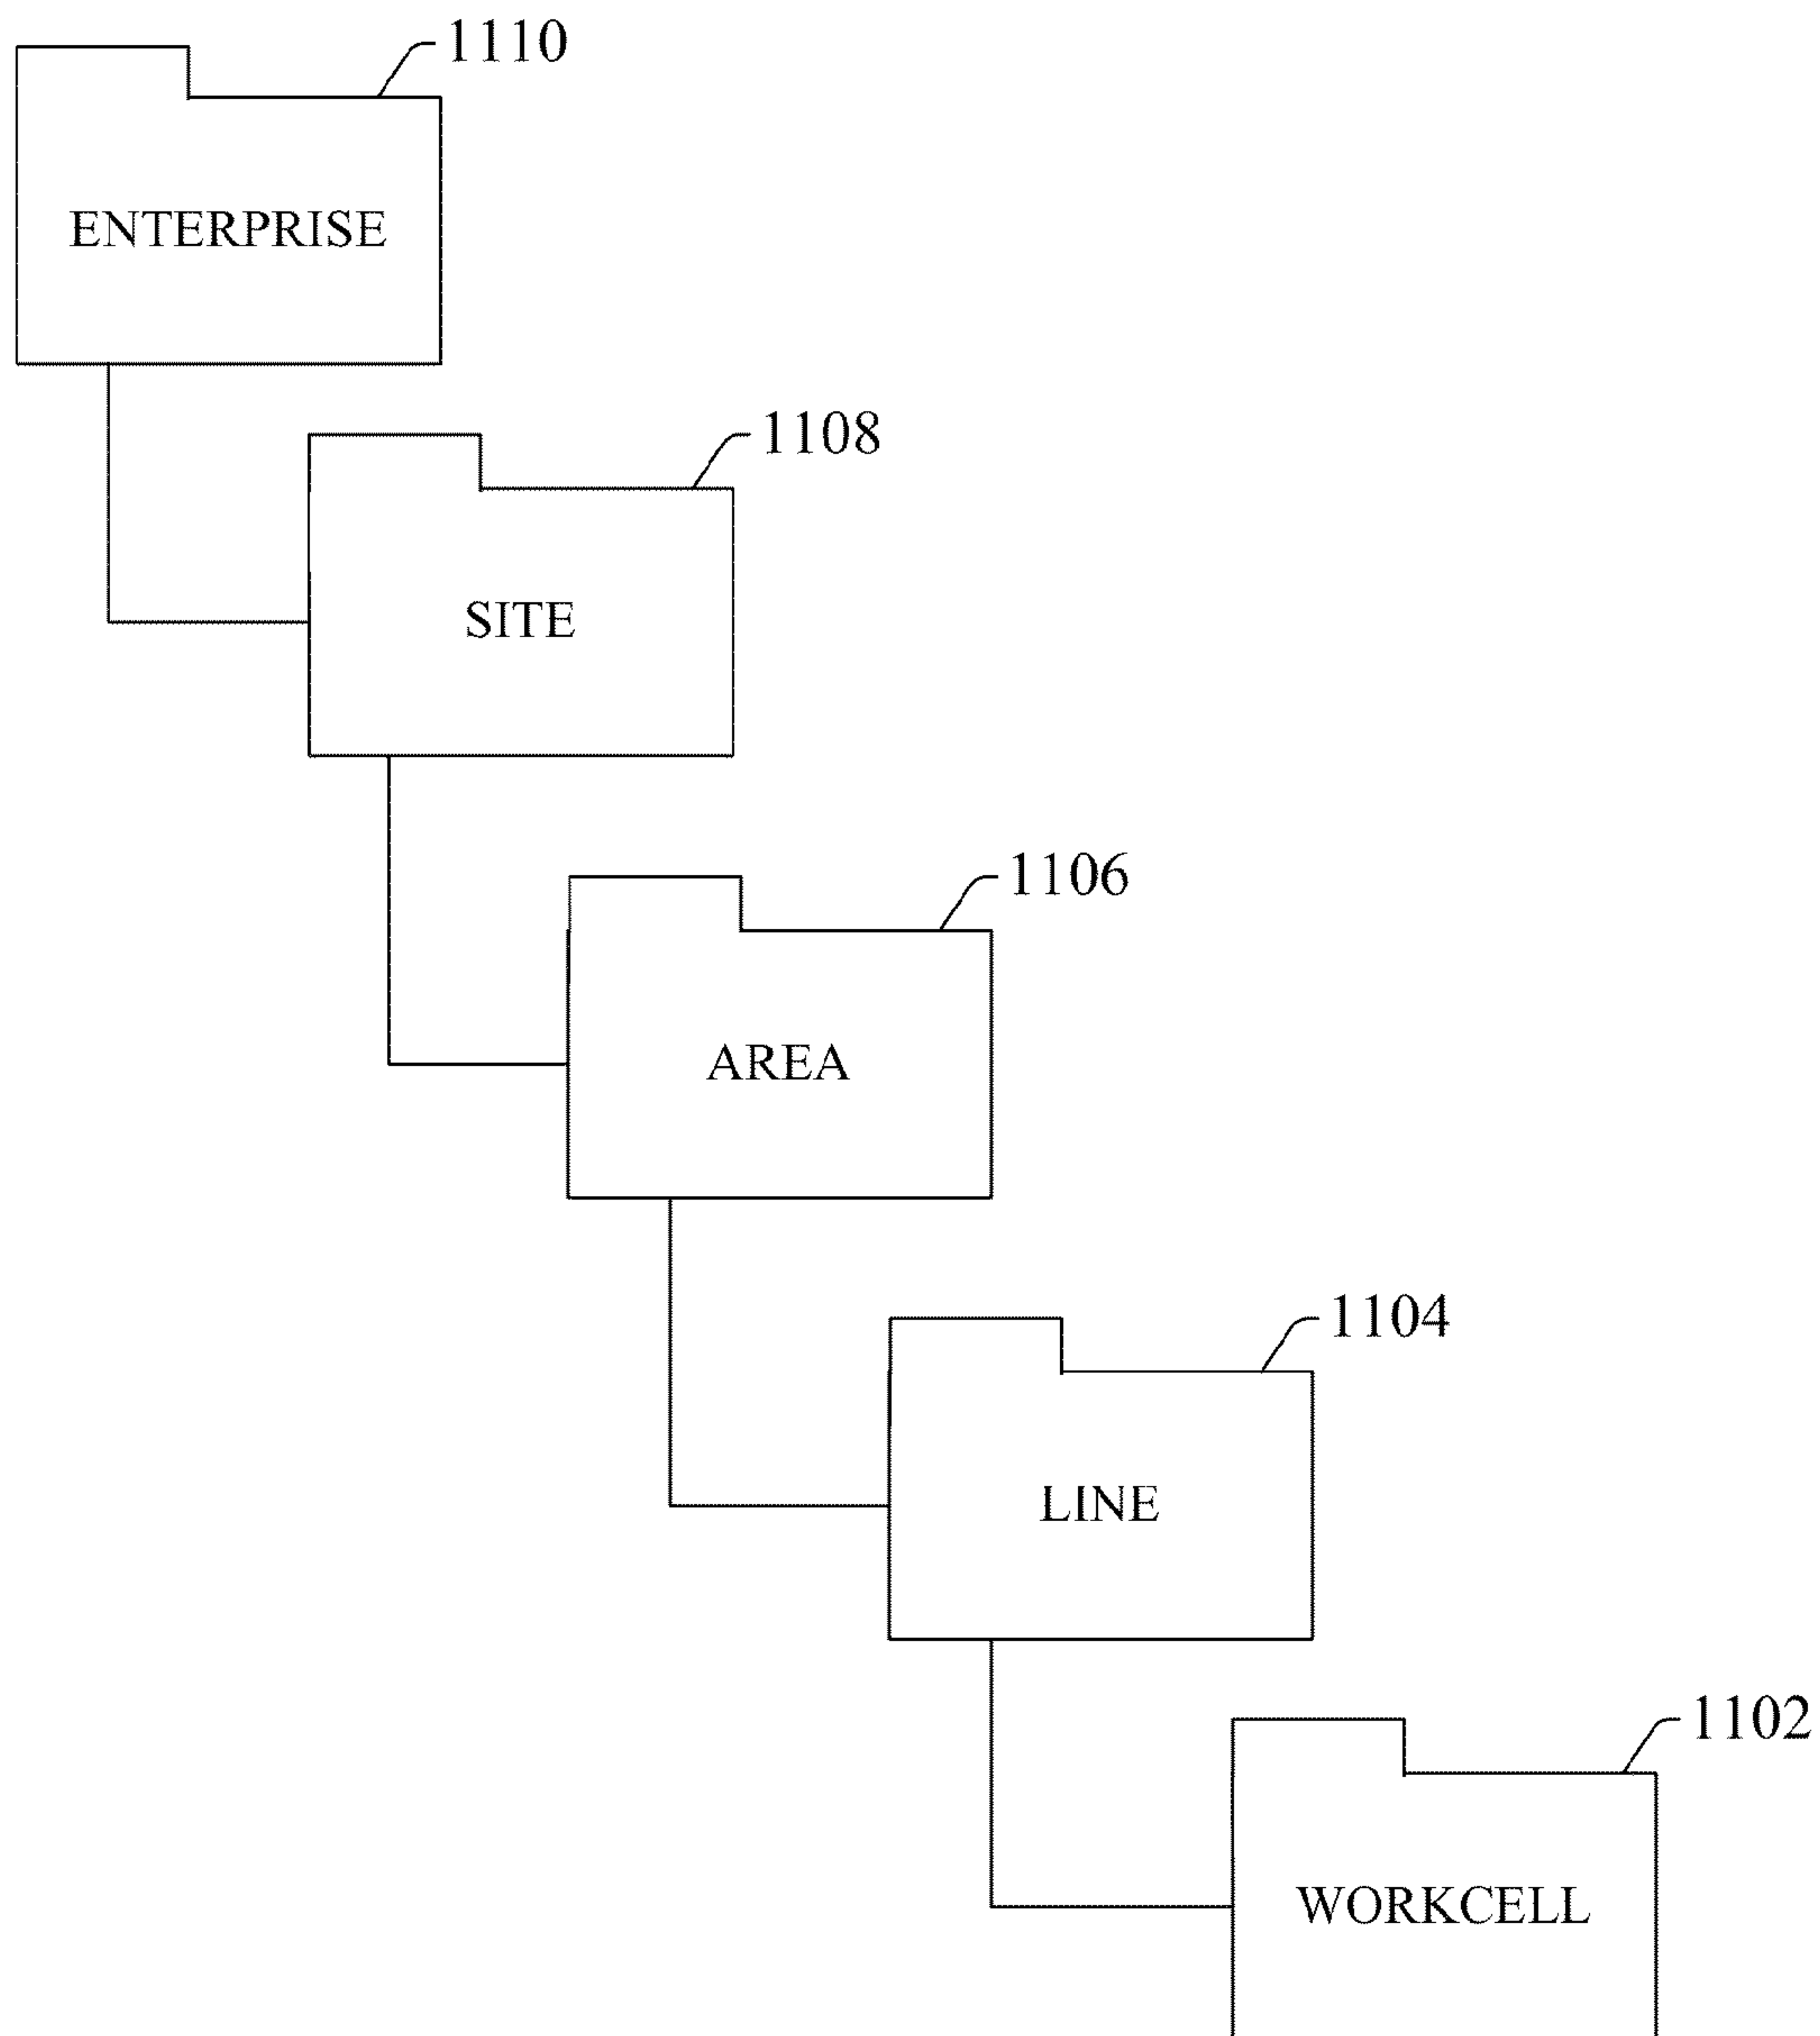 1110
ENTERPRISE
1108
SITE
1106
AREA
1104
LINE
1102
WORKCELL